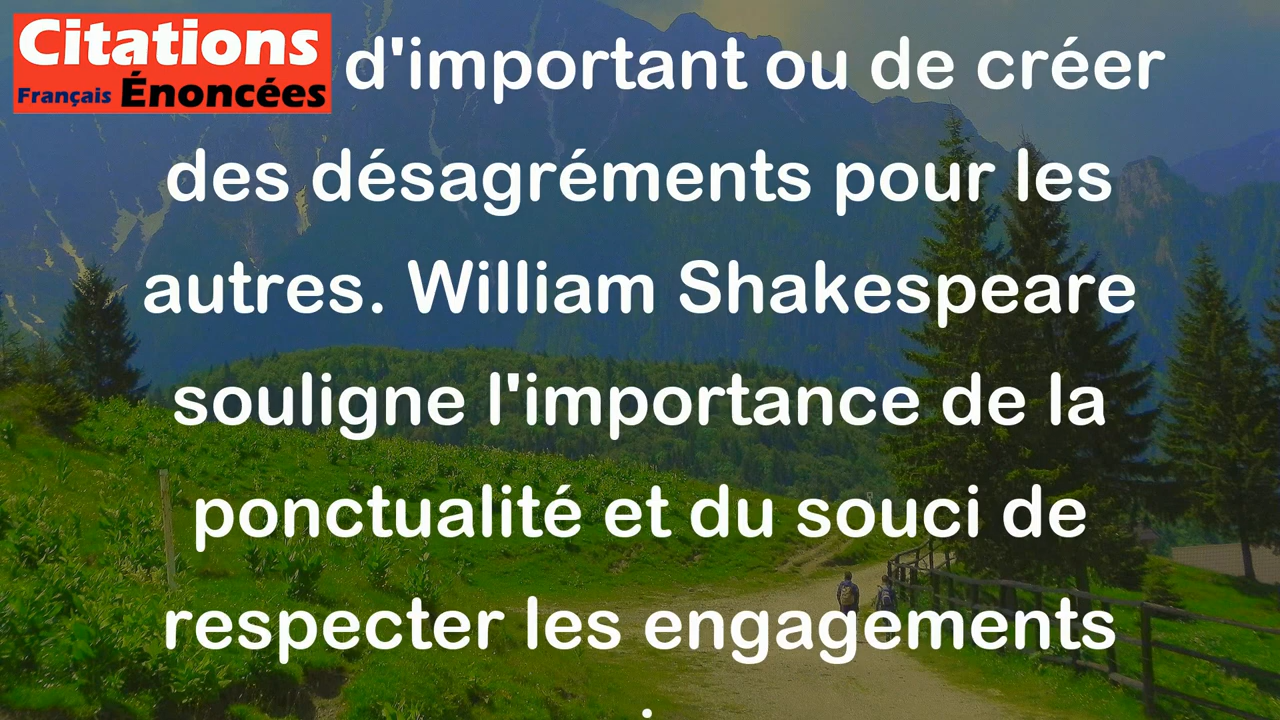 Citations
Français Énoncées
d'important ou de créer
des désagréments pour les
autres. William Shakespeare
souligne l'importance de la
ponctualité et du souci de
respecter les engagements